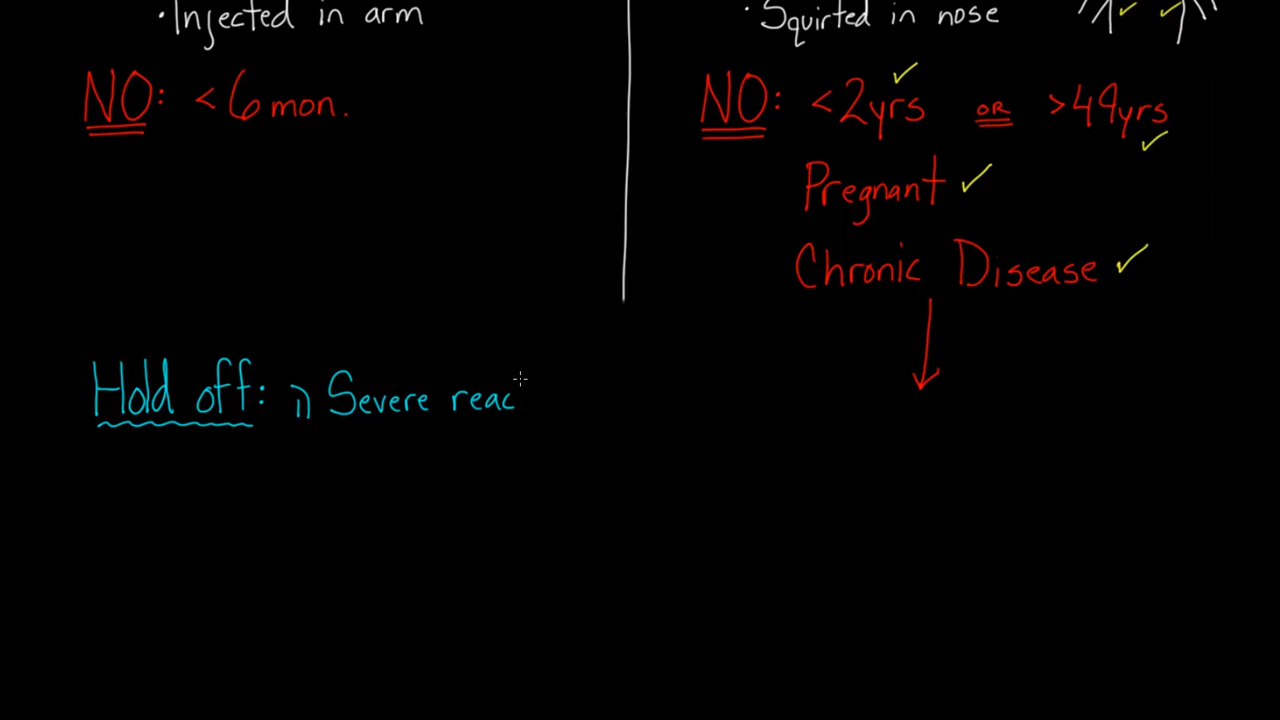 · Injected in arm
NO: < 6 mon.
· Squirted in nose
NO: < 2yrs OR > 49yrs
Pregnant ✓
Chronic Disease ✓
Hold off: 1) Severe reac